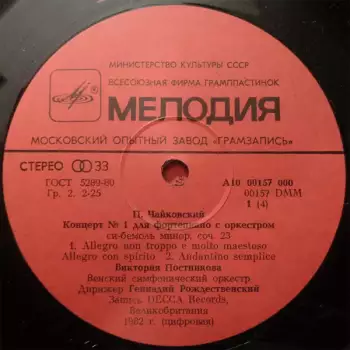 МИНИСТЕРСТВО КУЛЬТУРЫ СССР
ВСЕСОЮЗНАЯ ФИРМА ГРАМПЛАСТИНОК
МЕЛОДИЯ
МОСКОВСКИЙ ОПЫТНЫЙ ЗАВОД «ГРАМЗАПИСЬ»
СТЕРЕО 33
ГОСТ 5289-80
Гр. 2. 2-25
А10 00157 000
00157 DMM
1 (4)
П. Чайковский
Концерт № 1 для фортепиано с оркестром
си-бемоль минор, соч. 23
1. Allegro non troppo e molto maestoso
Allegro con spirito 2. Andantino semplice
Виктория Постникова
Венский симфонический оркестр
Дирижер Геннадий Рождественский
Запись DECCA Records,
Великобритания
1982 г. (цифровая)